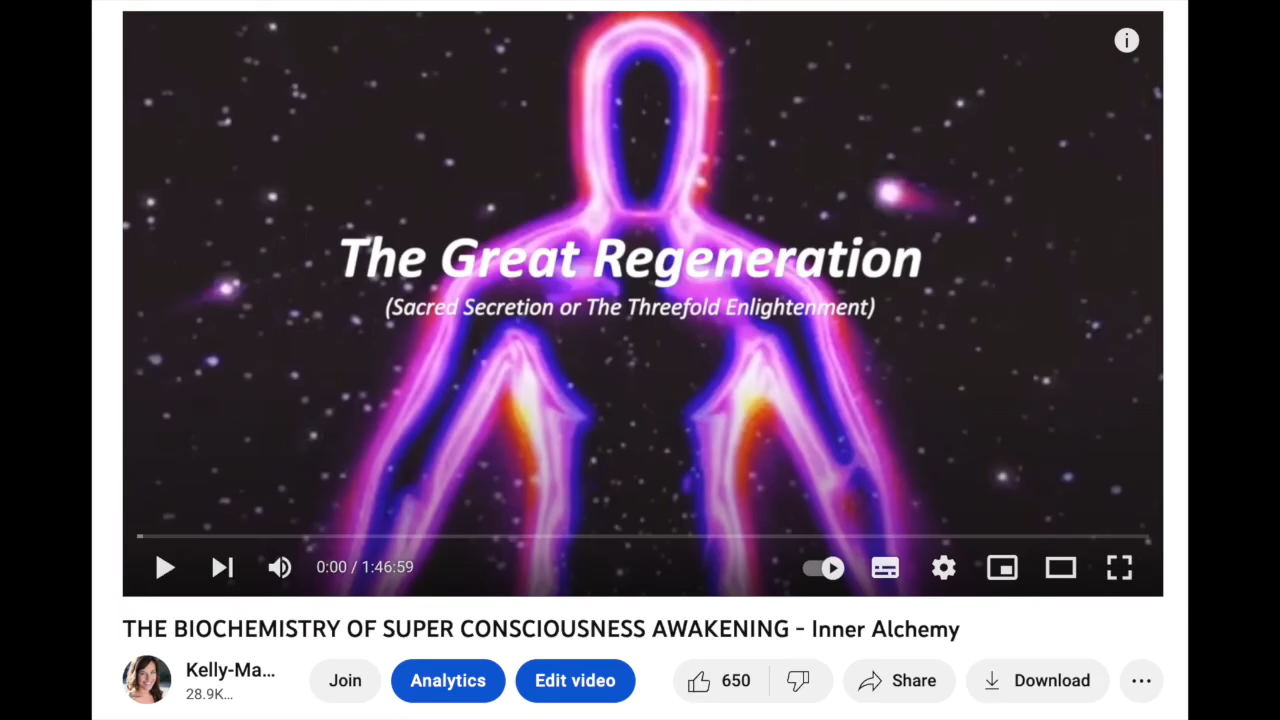 i
The Great Regeneration
(Sacred Secretion or The Threefold Enlightenment)
0:00 / 1:46:59
THE BIOCHEMISTRY OF SUPER CONSCIOUSNESS AWAKENING - Inner Alchemy
Kelly-Ma...
28.9K...
Join
Analytics
Edit video
650
Share
Download